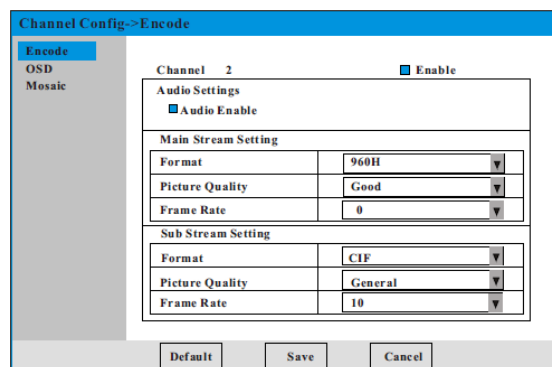 Channel Config->Encode
Encode
OSD
Mosaic
Channel 2 Enable
Audio Settings
Audio Enable
Main Stream Setting
Format 960H
Picture Quality Good
Frame Rate 0
Sub Stream Setting
Format CIF
Picture Quality General
Frame Rate 10
Default Save Cancel